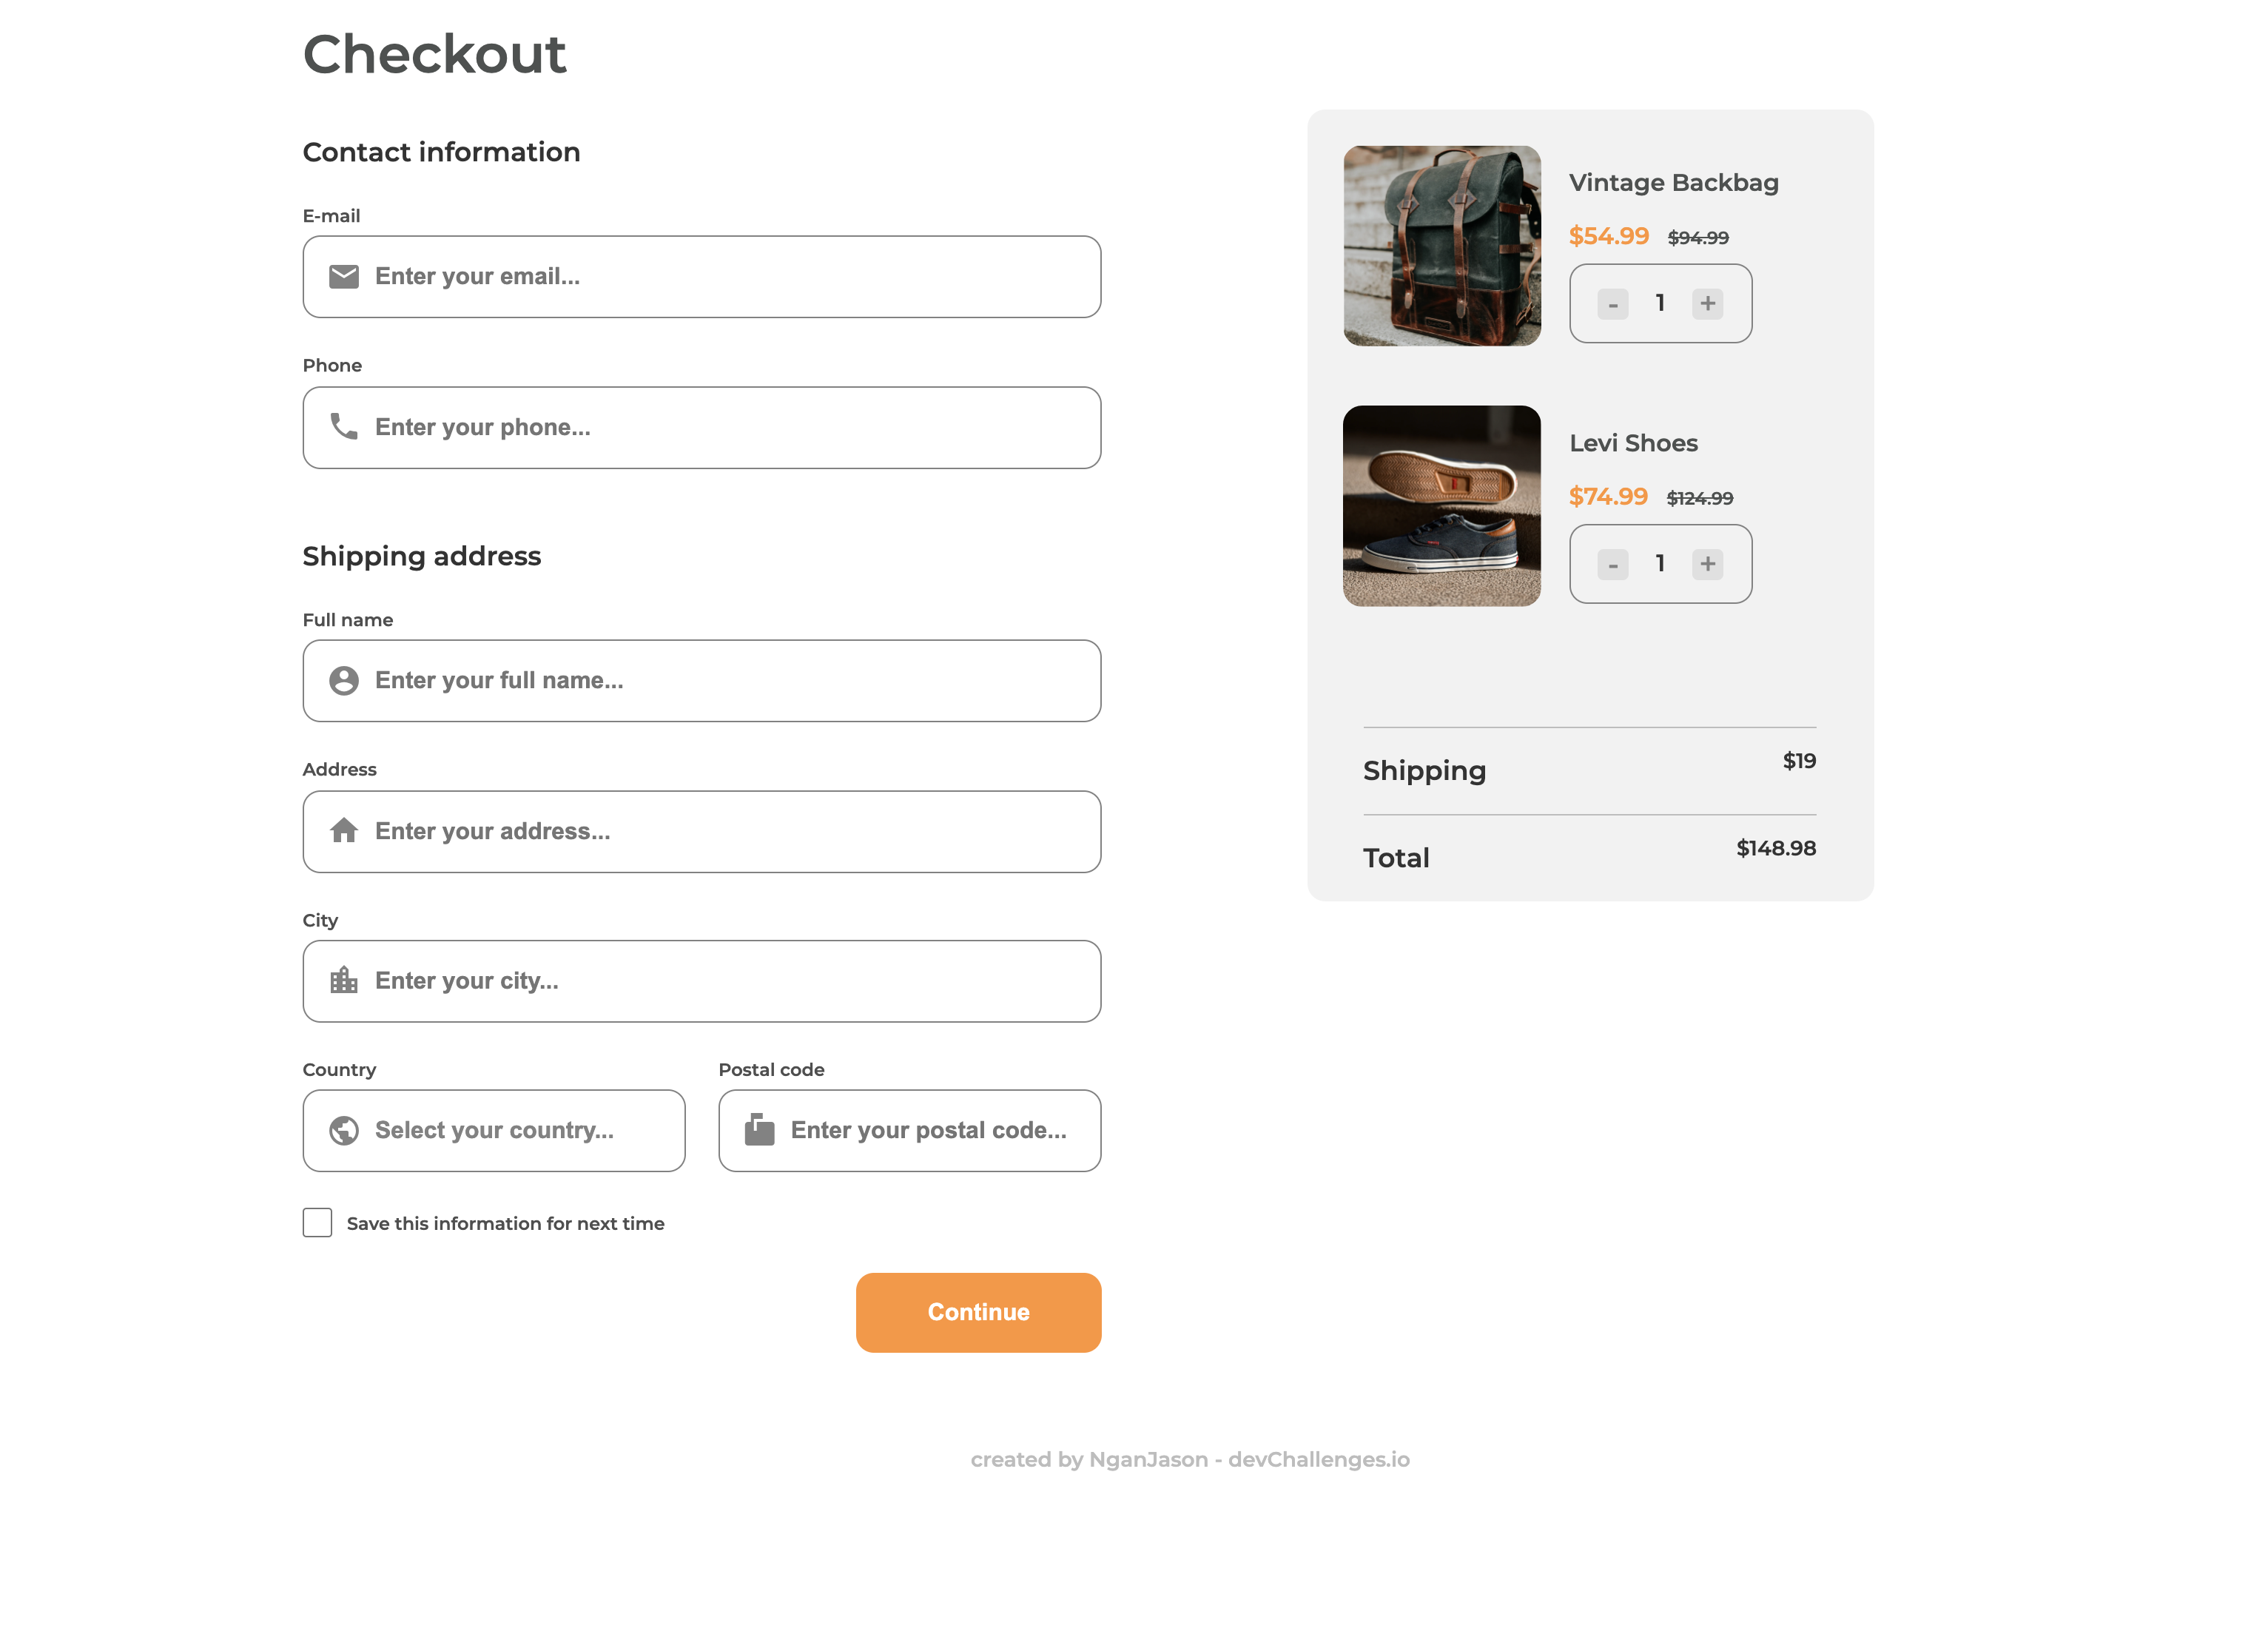 Checkout
Contact information
E-mail
Enter your email...
Phone
Enter your phone...
Shipping address
Full name
Enter your full name...
Address
Enter your address...
City
Enter your city...
Country
Select your country...
Postal code
Enter your postal code...
Save this information for next time
Continue
Vintage Backbag
$54.99 $94.99
- 1 +
Levi Shoes
$74.99 $124.99
- 1 +
Shipping $19
Total $148.98
created by NganJason - devChallenges.io